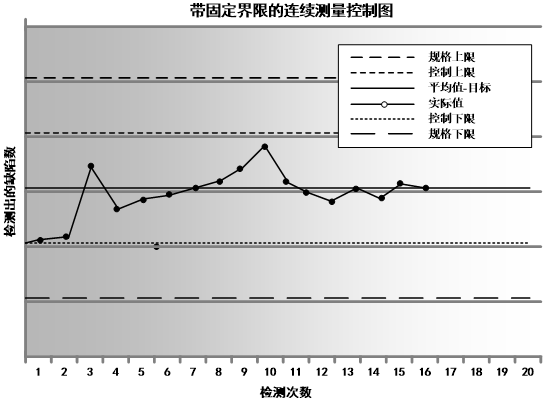 带固定界限的连续测量控制图
规格上限
控制上限
平均值-目标
实际值
控制下限
规格下限
检测出的缺陷数
1 2 3 4 5 6 7 8 9 10 11 12 13 14 15 16 17 18 19 20
检测次数